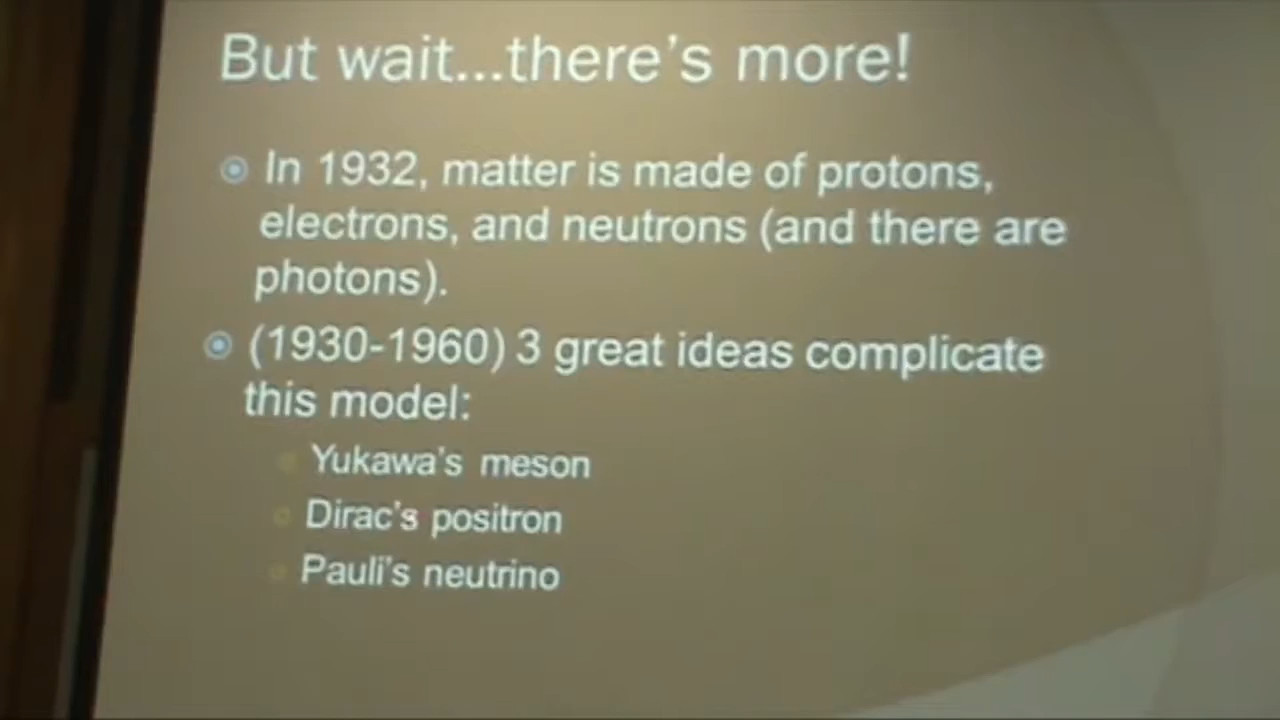 But wait...there's more!
In 1932, matter is made of protons,
electrons, and neutrons (and there are
photons).
(1930-1960) 3 great ideas complicate
this model:
Yukawa's meson
Dirac's positron
Pauli's neutrino